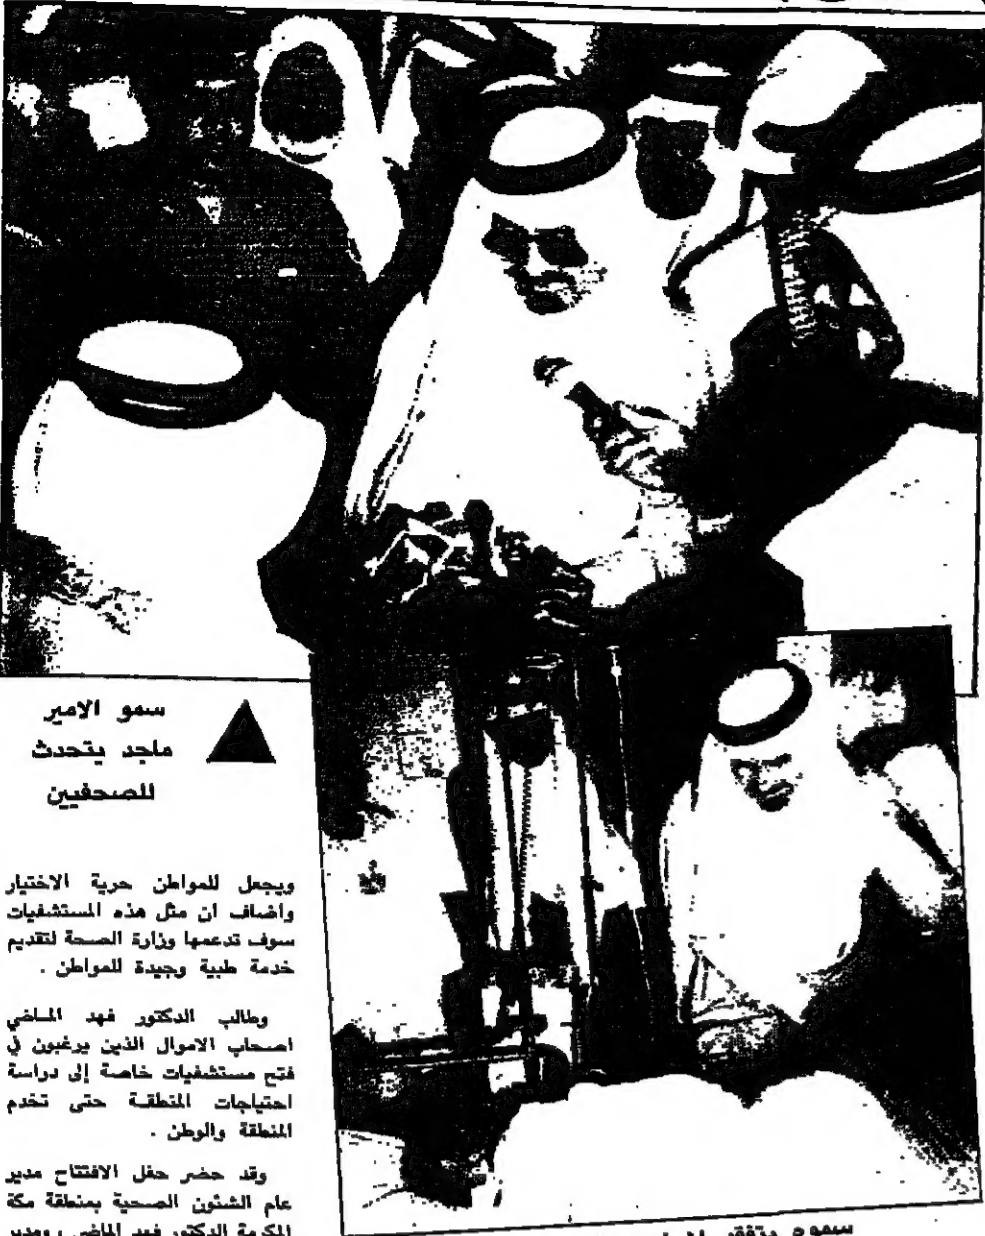 سمو الامير
ماجد يتحدث
للصحفيين
ويجعل للمواطن حرية الاختيار
واضاف ان مثل هذه المستشفيات
سوف تدعمها وزارة الصحة لتقديم
خدمة طبية وجيدة للمواطن .
وطالب الدكتور فهد الماضي
اصحاب الاموال الذين يرغبون في
فتح مستشفيات خاصة إلى دراسة
احتياجات المنطقة حتى تخدم
المنطقة والوطن .
وقد حضر حفل الافتتاح مدير
عام الشئون الصحية بمنطقة مكة
المكرمة الدكتور فهد الماضي ، ومدير
سموه يتفقد